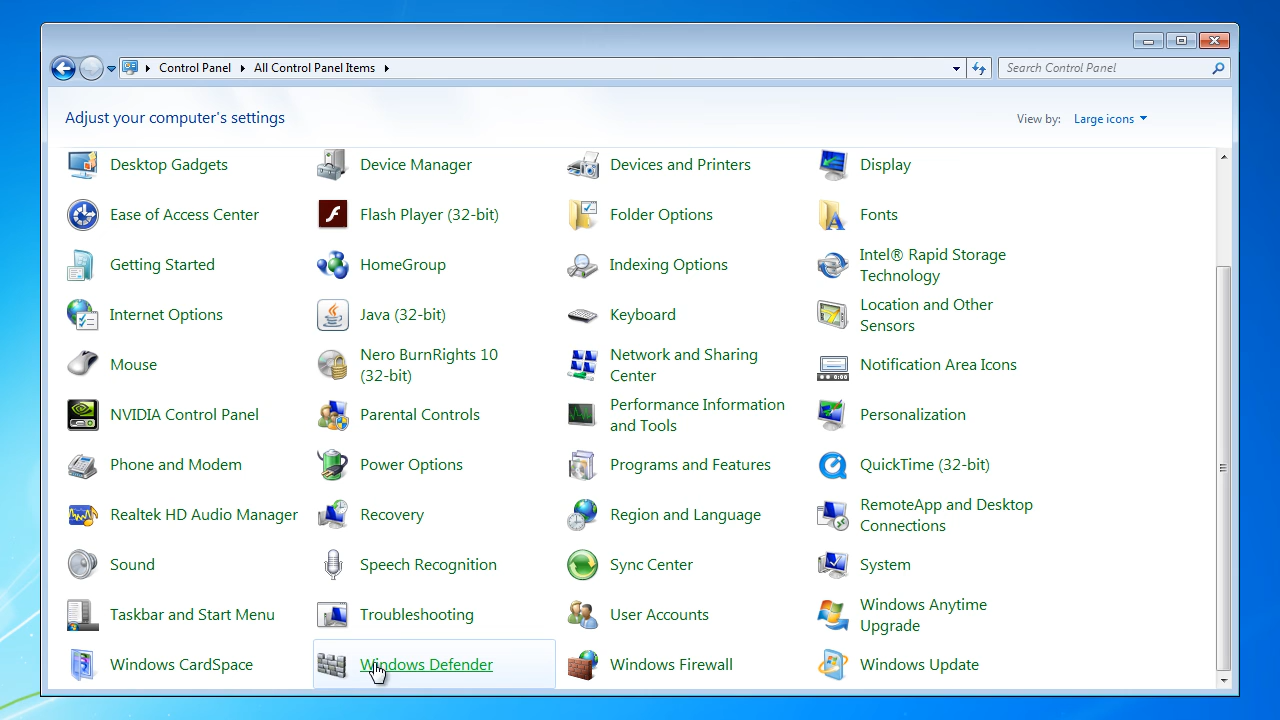 Control Panel All Control Panel Items Search Control Panel
Adjust your computer's settings View by: Large icons
Desktop Gadgets Device Manager Devices and Printers Display
Ease of Access Center Flash Player (32-bit) Folder Options Fonts
Getting Started HomeGroup Indexing Options Intel® Rapid Storage
Technology
Internet Options Java (32-bit) Keyboard Location and Other
Sensors
Mouse Nero BurnRights 10
(32-bit) Network and Sharing
Center Notification Area Icons
NVIDIA Control Panel Parental Controls Performance Information
and Tools Personalization
Phone and Modem Power Options Programs and Features QuickTime (32-bit)
Realtek HD Audio Manager Recovery Region and Language RemoteApp and Desktop
Connections
Sound Speech Recognition Sync Center System
Taskbar and Start Menu Troubleshooting User Accounts Windows Anytime
Upgrade
Windows CardSpace Windows Defender Windows Firewall Windows Update